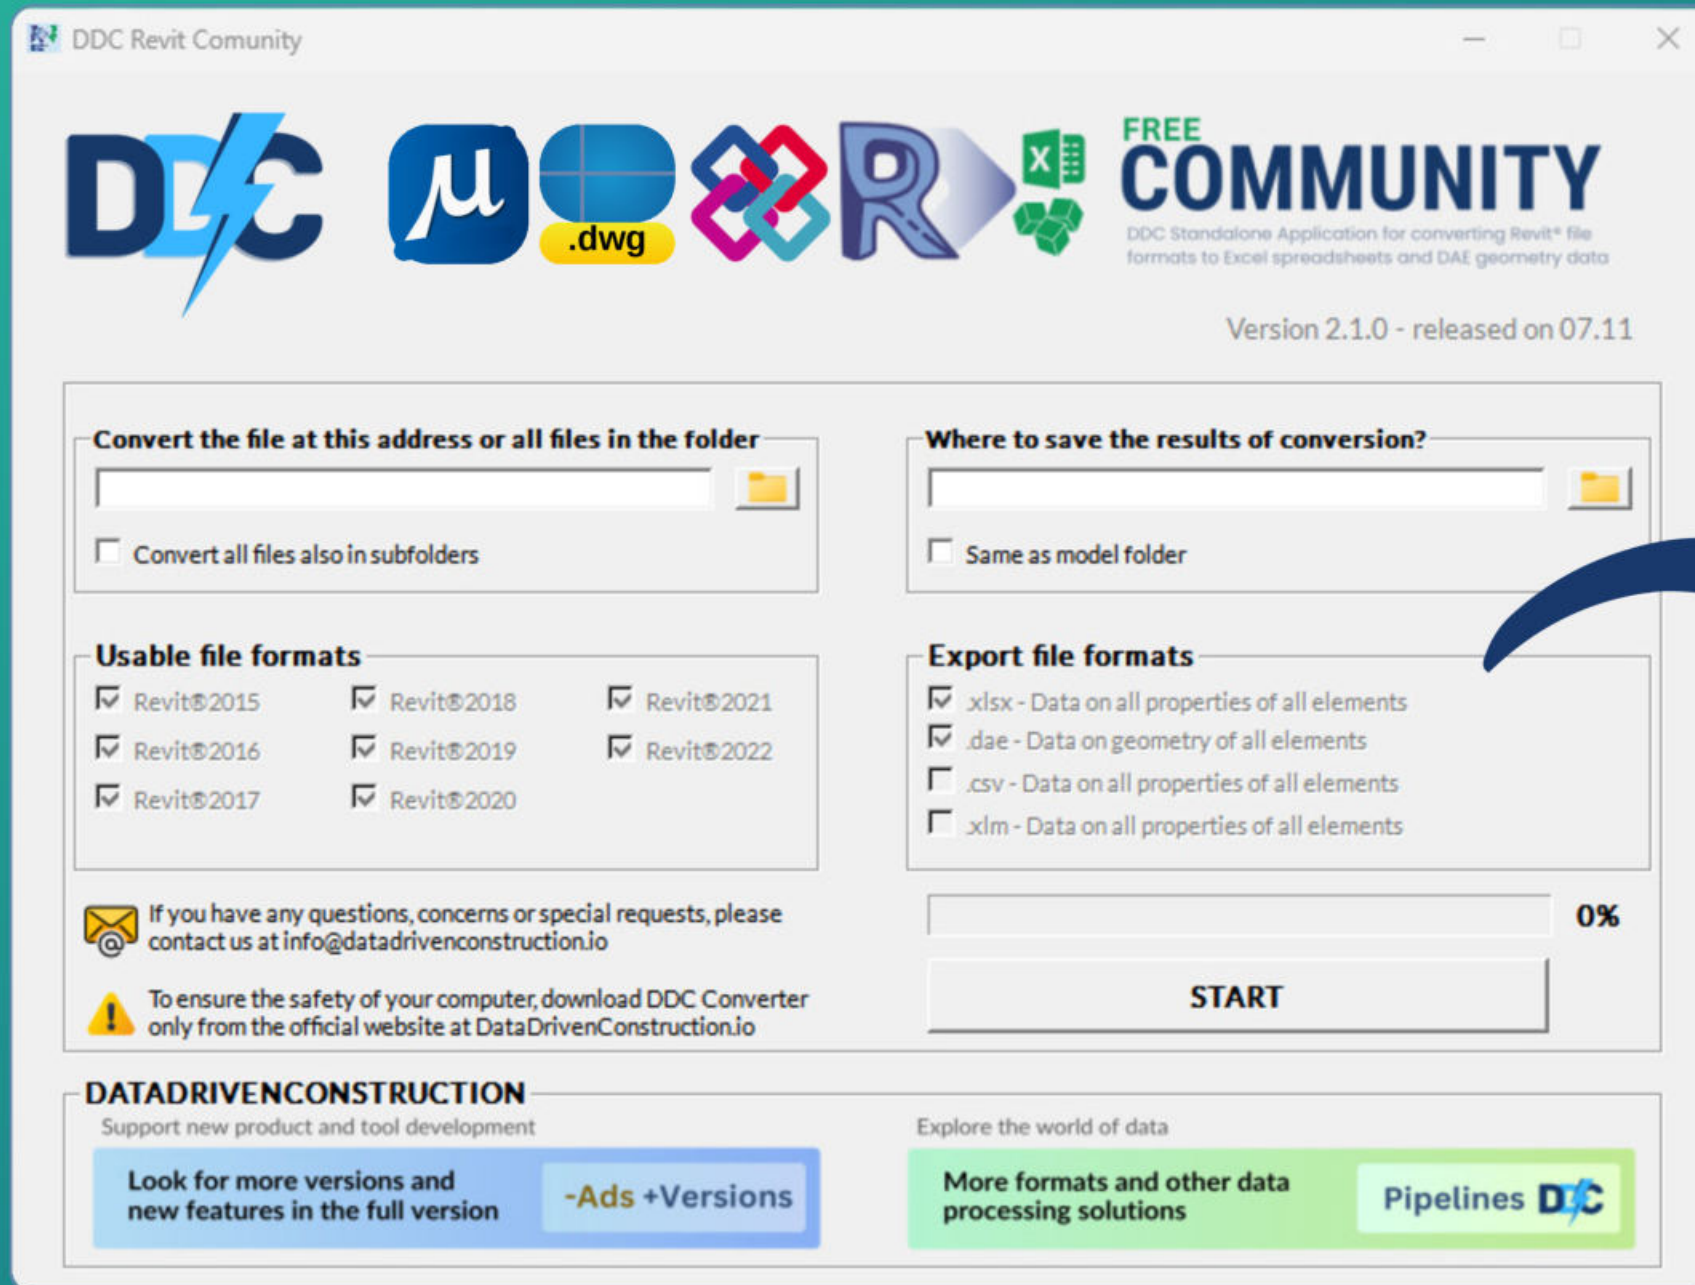 DDC Revit Comunity
DDC
μ
.dwg
R
X
FREE
COMMUNITY
DDC Standalone Application for converting Revit® file
formats to Excel spreadsheets and DAE geometry data
Version 2.1.0 - released on 07.11
Convert the file at this address or all files in the folder
Convert all files also in subfolders
Where to save the results of conversion?
Same as model folder
Usable file formats
Revit®2015
Revit®2018
Revit®2021
Revit®2016
Revit®2019
Revit®2022
Revit®2017
Revit®2020
Export file formats
.xlsx - Data on all properties of all elements
.dae - Data on geometry of all elements
.csv - Data on all properties of all elements
.xlm - Data on all properties of all elements
If you have any questions, concerns or special requests, please
contact us at info@datadrivenconstruction.io
To ensure the safety of your computer, download DDC Converter
only from the official website at DataDrivenConstruction.io
0%
START
DATADRIVENCONSTRUCTION
Support new product and tool development
Look for more versions and
new features in the full version
-Ads +Versions
Explore the world of data
More formats and other data
processing solutions
Pipelines DDC